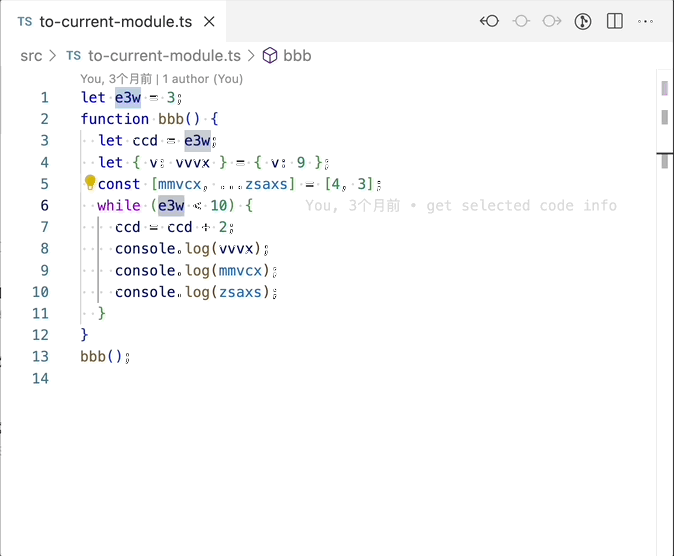 TS to-current-module.ts
src > TS to-current-module.ts > bbb
You, 3个月前 | 1 author (You)
1 let e3w = 3;
2 function bbb() {
3 let ccd = e3w;
4 let { v: vvvx } = { v: 9 };
5 const [mmvcx, ...zsaxs] = [4, 3];
6 while (e3w < 10) { You, 3个月前 • get selected code info
7 ccd = ccd + 2;
8 console.log(vvvx);
9 console.log(mmvcx);
10 console.log(zsaxs);
11 }
12 }
13 bbb();
14